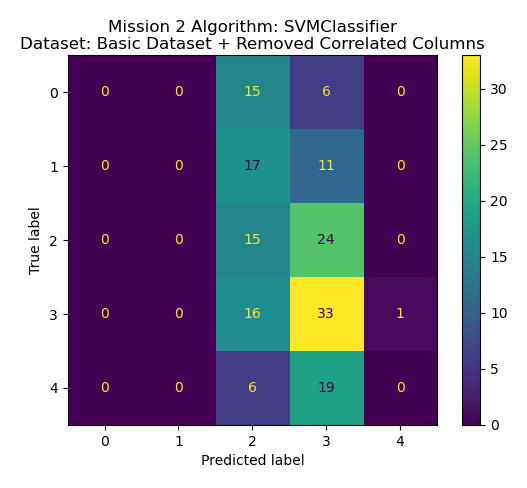 Mission 2 Algorithm: SVMClassifier
Dataset: Basic Dataset + Removed Correlated Columns
0 0 0 15 6 0
1 0 0 17 11 0
2 0 0 15 24 0
3 0 0 16 33 1
4 0 0 6 19 0
0 1 2 3 4
Predicted label
True label
30
25
20
15
10
5
0